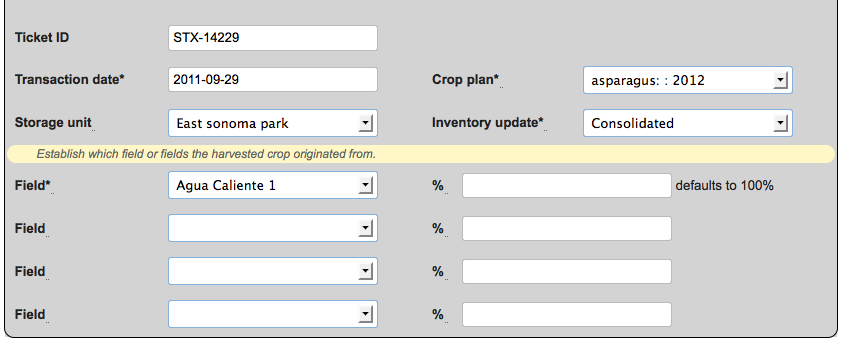 Ticket ID STX-14229
Transaction date* 2011-09-29 Crop plan* asparagus: : 2012
Storage unit East sonoma park Inventory update* Consolidated
Establish which field or fields the harvested crop originated from.
Field* Agua Caliente 1 % defaults to 100%
Field %
Field %
Field %